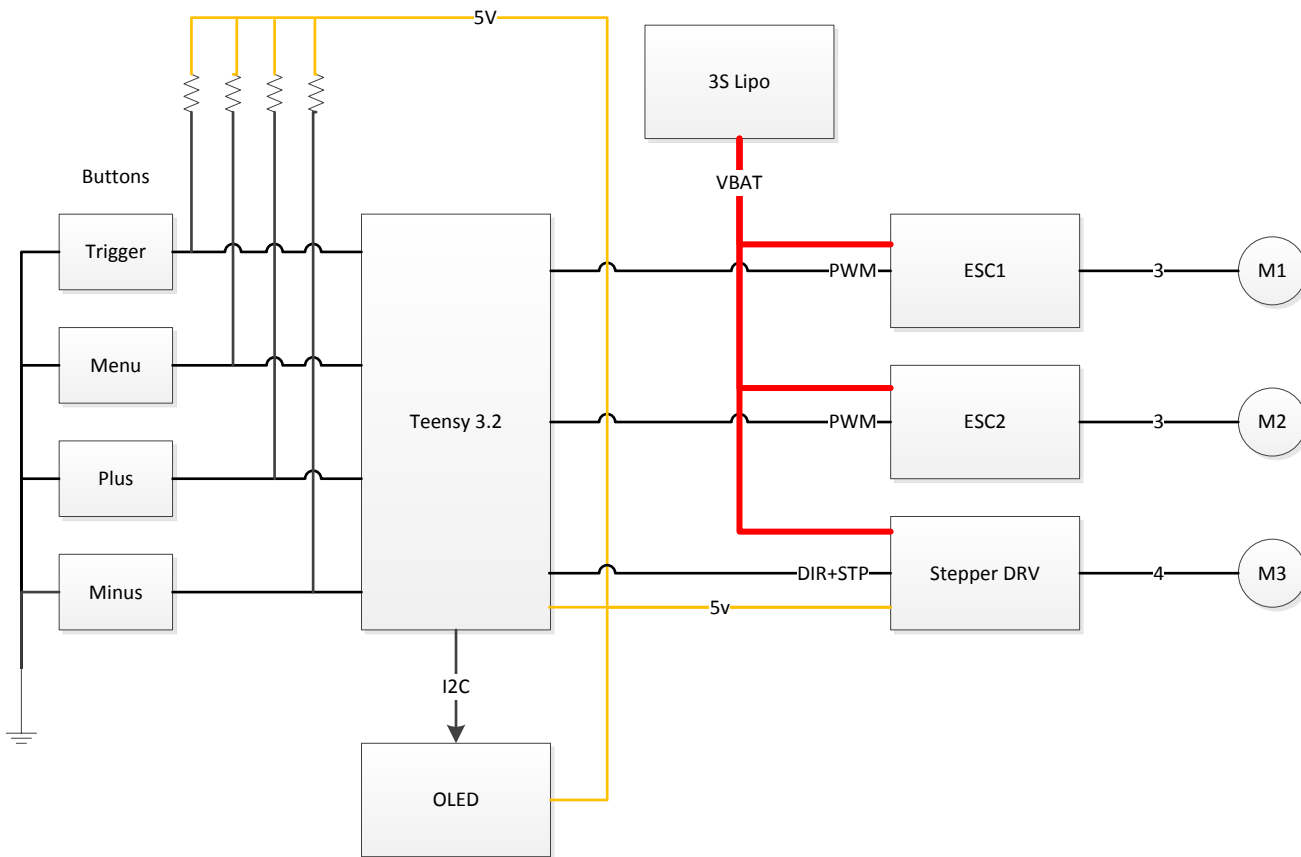 5V
3S Lipo
VBAT
Buttons
Trigger
Menu
Plus
Minus
Teensy 3.2
PWM
ESC1
3
M1
PWM
ESC2
3
M2
DIR+STP
Stepper DRV
4
M3
5v
I2C
OLED